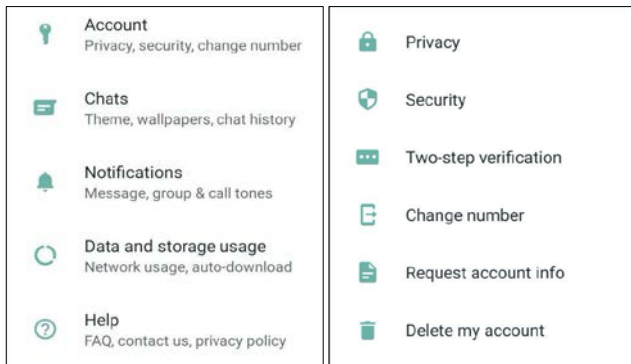 Account
Privacy, security, change number
Chats
Theme, wallpapers, chat history
Notifications
Message, group & call tones
Data and storage usage
Network usage, auto-download
Help
FAQ, contact us, privacy policy
Privacy
Security
Two-step verification
Change number
Request account info
Delete my account